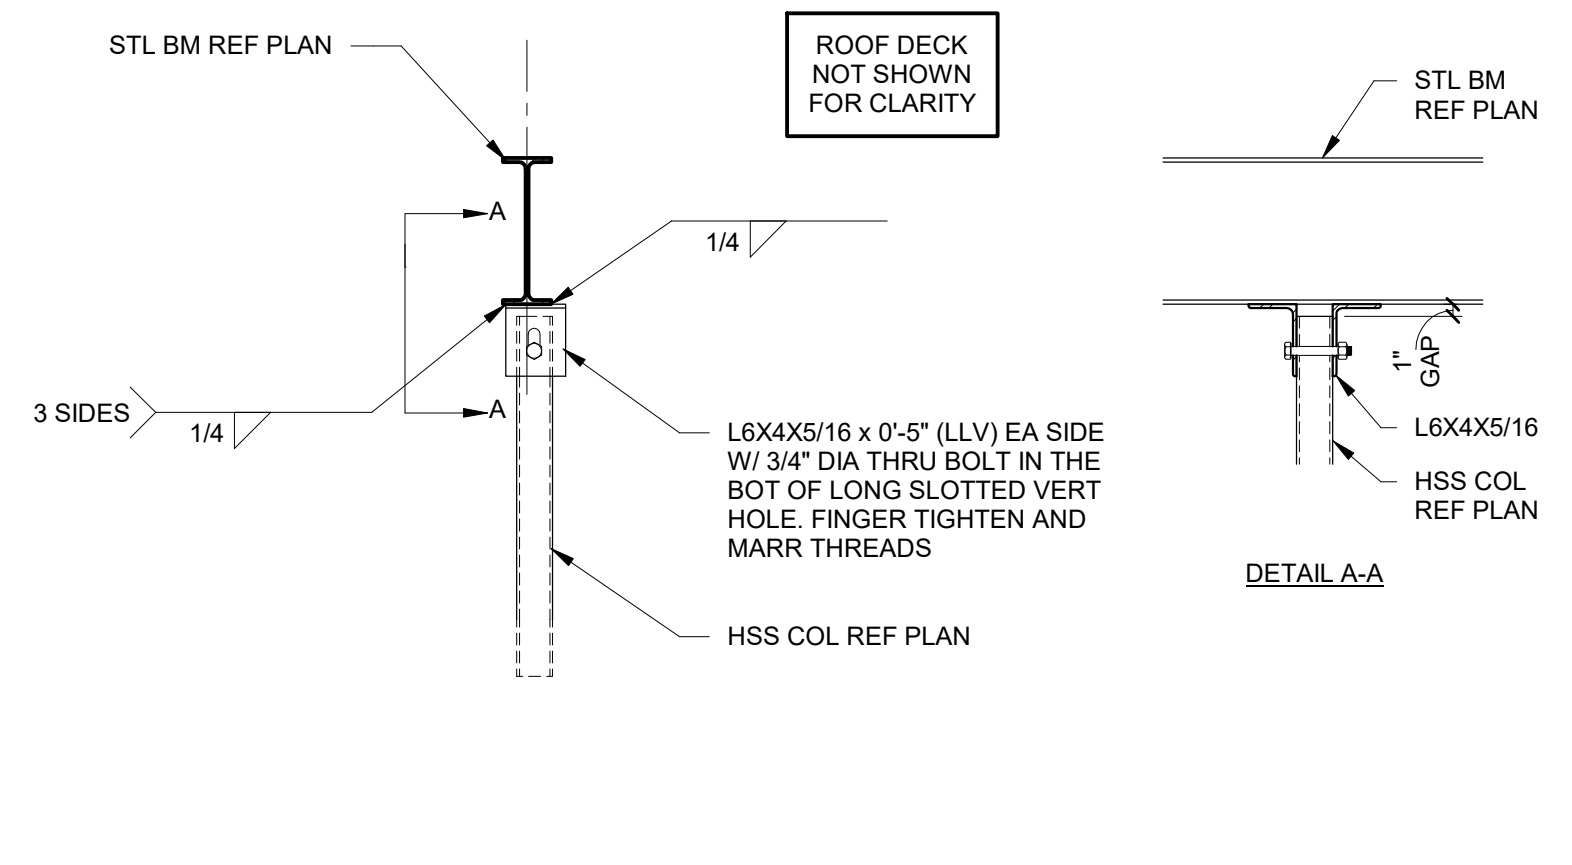 STL BM REF PLAN
ROOF DECK
NOT SHOWN
FOR CLARITY
STL BM
REF PLAN
A
1/4
3 SIDES
1/4
A
L6X4X5/16 x 0'-5" (LLV) EA SIDE
W/ 3/4" DIA THRU BOLT IN THE
BOT OF LONG SLOTTED VERT
HOLE. FINGER TIGHTEN AND
MARR THREADS
HSS COL REF PLAN
1"
GAP
L6X4X5/16
HSS COL
REF PLAN
DETAIL A-A